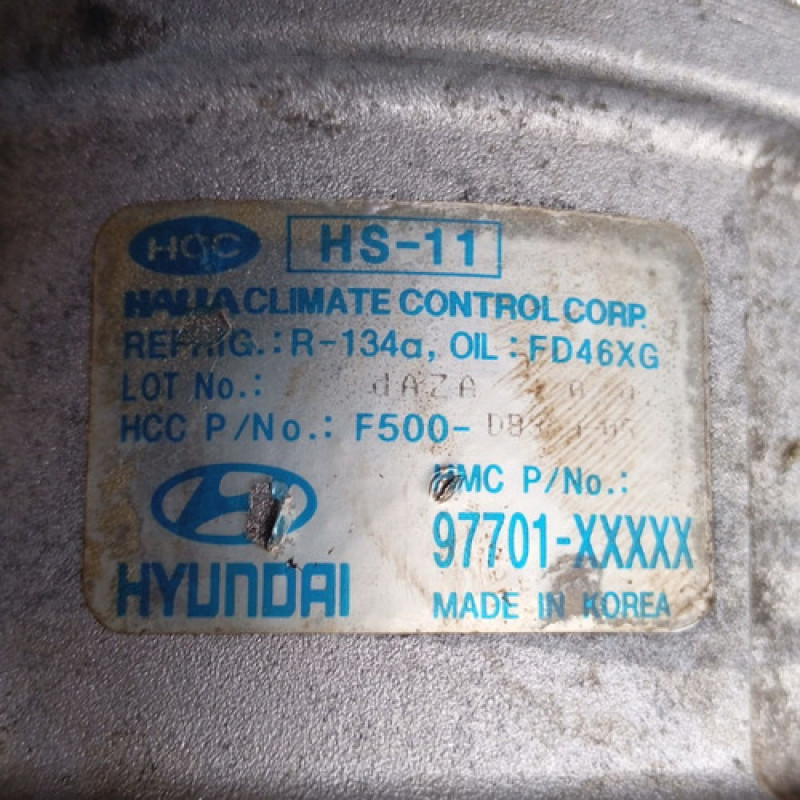 HCC HS-11
HALLA CLIMATE CONTROL CORP.
REFRIG.: R-134a, OIL : FD46XG
LOT No.: dAZA
HCC P/No.: F500-
HMC P/No.:
97701-XXXXX
HYUNDAI
MADE IN KOREA